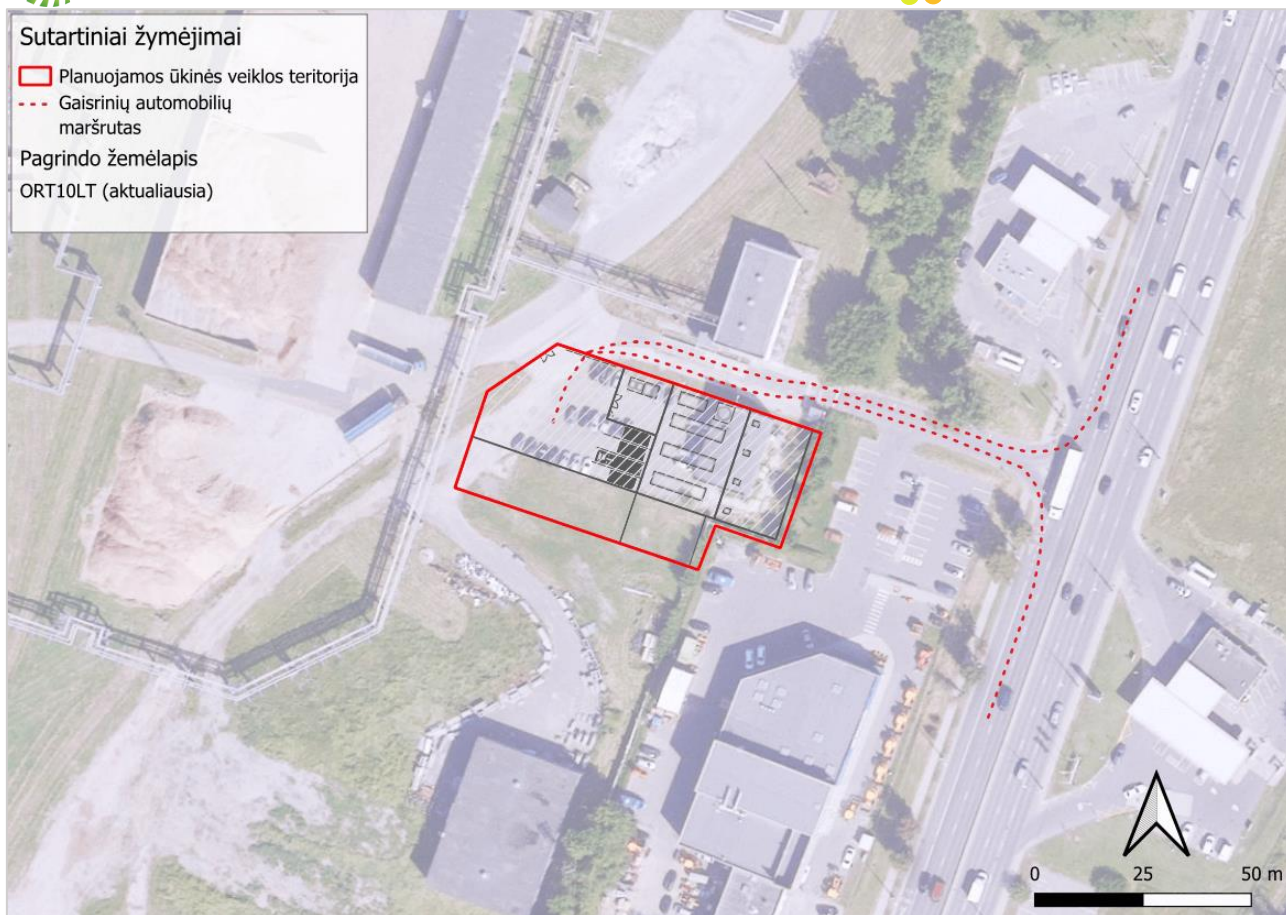 Sutartiniai žymėjimai
Planuojamos ūkinės veiklos teritorija
Gaisrinių automobilių
maršrutas
Pagrindo žemėlapis
ORT10LT (aktualiausia)
0 25 50 m